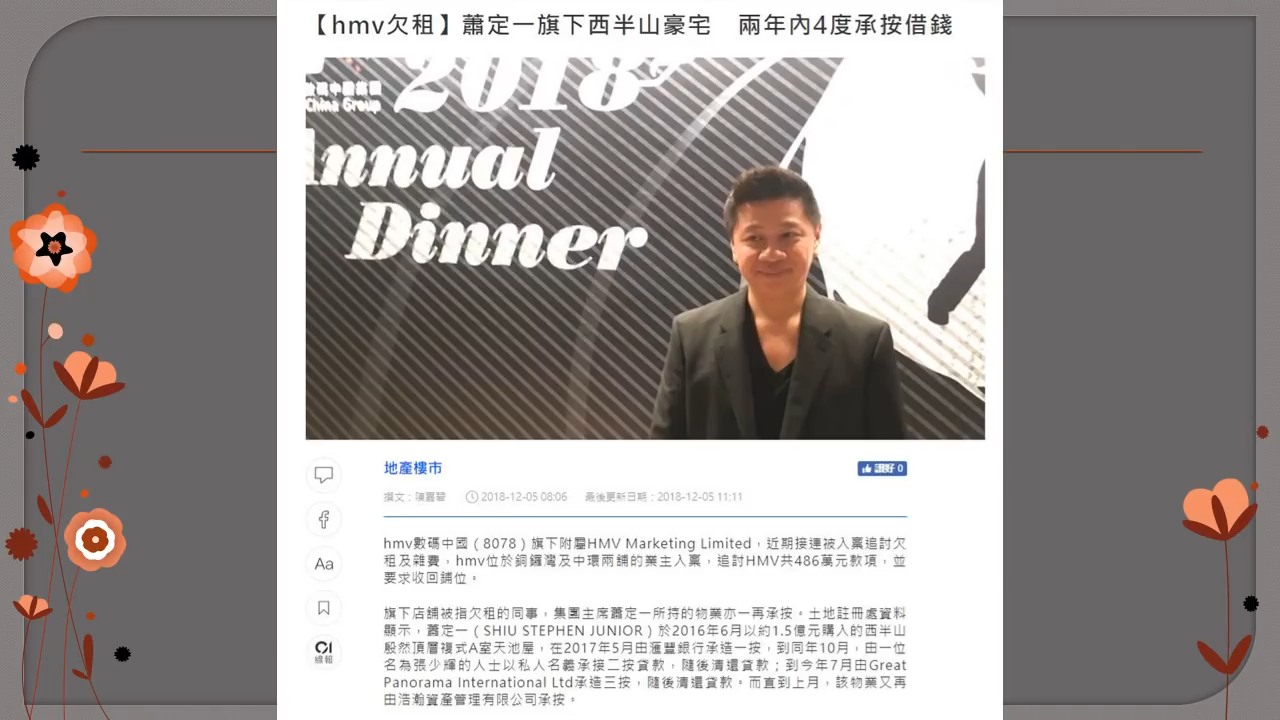 【hmv欠租】蕭定一旗下西半山豪宅　兩年內4度承按借錢
數碼中國集團
China Group
2018
Annual
Dinner
地產樓市
讚好 0
撰文：陳嘉碧 2018-12-05 08:06 最後更新日期：2018-12-05 11:11
hmv數碼中國（8078）旗下附屬HMV Marketing Limited，近期接連被入稟追討欠
租及雜費，hmv位於銅鑼灣及中環兩舖的業主入稟，追討HMV共486萬元款項，並
要求收回舖位。
旗下店舖被指欠租的同事，集團主席蕭定一所持的物業亦一再承按。土地註冊處資料
顯示，蕭定一（SHIU STEPHEN JUNIOR）於2016年6月以約1.5億元購入的西半山
殷然頂層複式A室天池屋，在2017年5月由滙豐銀行承造一按，到同年10月，由一位
名為張少輝的人士以私人名義承接二按貸款，隨後清還貸款；到今年7月由Great
Panorama International Ltd承造三按，隨後清還貸款。而直到上月，該物業又再
由浩瀚資產管理有限公司承按。
Aa
01
線報